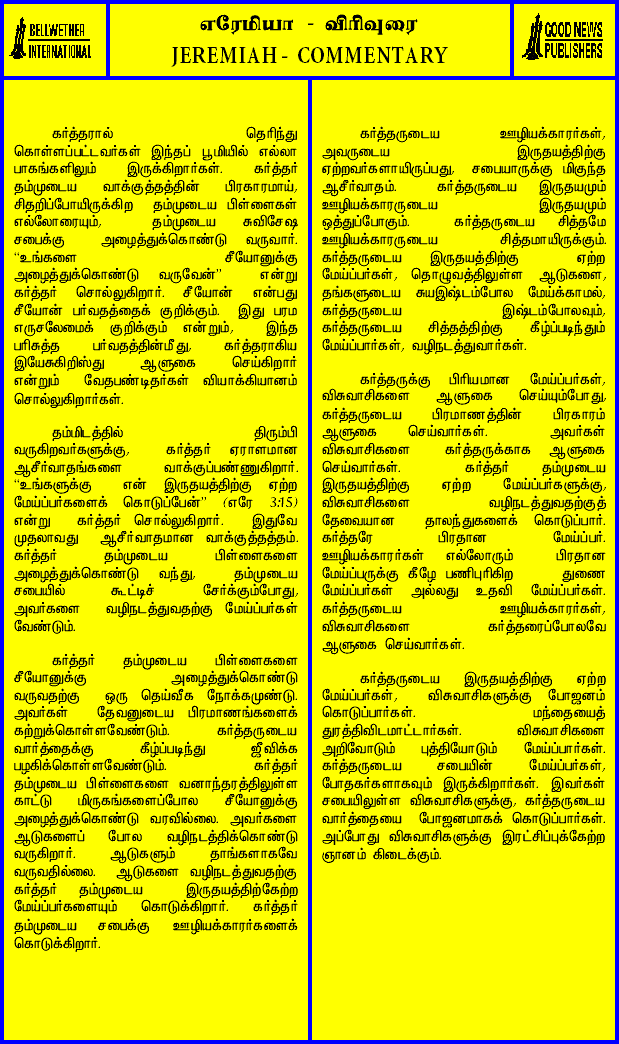 BELLWETHER
INTERNATIONAL
எரேமியா - விரிவுரை
JEREMIAH - COMMENTARY
GOOD NEWS
PUBLISHERS
கர்த்தரால் தெரிந்து
கொள்ளப்பட்டவர்கள் இந்தப் பூமியில் எல்லா
பாகங்களிலும் இருக்கிறார்கள். கர்த்தர்
தம்முடைய வாக்குத்தத்தின் பிரகாரமாய்,
சிதறிப்போயிருக்கிற தம்முடைய பிள்ளைகள்
எல்லோரையும், தம்முடைய சுவிசேஷ
சபைக்கு அழைத்துக்கொண்டு வருவார்.
“உங்களை சீயோனுக்கு
அழைத்துக்கொண்டு வருவேன்” என்று
கர்த்தர் சொல்லுகிறார். சீயோன் என்பது
சீயோன் பர்வதத்தைக் குறிக்கும். இது பரம
எருசலேமைக் குறிக்கும் என்றும், இந்த
பரிசுத்த பர்வதத்தின்மீது, கர்த்தராகிய
இயேசுகிறிஸ்து ஆளுகை செய்கிறார்
என்றும் வேதபண்டிதர்கள் வியாக்கியானம்
சொல்லுகிறார்கள்.
தம்மிடத்தில் திரும்பி
வருகிறவர்களுக்கு, கர்த்தர் ஏராளமான
ஆசீர்வாதங்களை வாக்குப்பண்ணுகிறார்.
“உங்களுக்கு என் இருதயத்திற்கு ஏற்ற
மேய்ப்பர்களைக் கொடுப்பேன்” (எரே 3:15)
என்று கர்த்தர் சொல்லுகிறார். இதுவே
முதலாவது ஆசீர்வாதமான வாக்குத்தத்தம்.
கர்த்தர் தம்முடைய பிள்ளைகளை
அழைத்துக்கொண்டு வந்து, தம்முடைய
சபையில் கூட்டிச் சேர்க்கும்போது,
அவர்களை வழிநடத்துவதற்கு மேய்ப்பர்கள்
வேண்டும்.
கர்த்தர் தம்முடைய பிள்ளைகளை
சீயோனுக்கு அழைத்துக்கொண்டு
வருவதற்கு ஒரு தெய்வீக நோக்கமுண்டு.
அவர்கள் தேவனுடைய பிரமாணங்களைக்
கற்றுக்கொள்ளவேண்டும். கர்த்தருடைய
வார்த்தைக்கு கீழ்ப்படிந்து ஜீவிக்க
பழகிக்கொள்ளவேண்டும். கர்த்தர்
தம்முடைய பிள்ளைகளை வனாந்தரத்திலுள்ள
காட்டு மிருகங்களைப்போல சீயோனுக்கு
அழைத்துக்கொண்டு வரவில்லை. அவர்களை
ஆடுகளைப் போல வழிநடத்திக்கொண்டு
வருகிறார். ஆடுகளும் தாங்களாகவே
வருவதில்லை. ஆடுகளை வழிநடத்துவதற்கு
கர்த்தர் தம்முடைய இருதயத்திற்கேற்ற
மேய்ப்பர்களையும் கொடுக்கிறார். கர்த்தர்
தம்முடைய சபைக்கு ஊழியக்காரர்களைக்
கொடுக்கிறார்.
கர்த்தருடைய ஊழியக்காரர்கள்,
அவருடைய இருதயத்திற்கு
ஏற்றவர்களாயிருப்பது, சபையாருக்கு மிகுந்த
ஆசீர்வாதம். கர்த்தருடைய இருதயமும்
ஊழியக்காரருடைய இருதயமும்
ஒத்துப்போகும். கர்த்தருடைய சித்தமே
ஊழியக்காரருடைய சித்தமாயிருக்கும்.
கர்த்தருடைய இருதயத்திற்கு ஏற்ற
மேய்ப்பர்கள், தொழுவத்திலுள்ள ஆடுகளை,
தங்களுடைய சுயஇஷ்டம்போல மேய்க்காமல்,
கர்த்தருடைய இஷ்டம்போலவும்,
கர்த்தருடைய சித்தத்திற்கு கீழ்ப்படிந்தும்
மேய்ப்பார்கள், வழிநடத்துவார்கள்.
கர்த்தருக்கு பிரியமான மேய்ப்பர்கள்,
விசுவாசிகளை ஆளுகை செய்யும்போது,
கர்த்தருடைய பிரமாணத்தின் பிரகாரம்
ஆளுகை செய்வார்கள். அவர்கள்
விசுவாசிகளை கர்த்தருக்காக ஆளுகை
செய்வார்கள். கர்த்தர் தம்முடைய
இருதயத்திற்கு ஏற்ற மேய்ப்பர்களுக்கு,
விசுவாசிகளை வழிநடத்துவதற்குத்
தேவையான தாலந்துகளைக் கொடுப்பார்.
கர்த்தரே பிரதான மேய்ப்பர்.
ஊழியக்காரர்கள் எல்லோரும் பிரதான
மேய்ப்பருக்கு கீழே பணிபுரிகிற துணை
மேய்ப்பர்கள் அல்லது உதவி மேய்ப்பர்கள்.
கர்த்தருடைய ஊழியக்காரர்கள்,
விசுவாசிகளை கர்த்தரைப்போலவே
ஆளுகை செய்வார்கள்.
கர்த்தருடைய இருதயத்திற்கு ஏற்ற
மேய்ப்பர்கள், விசுவாசிகளுக்கு போஜனம்
கொடுப்பார்கள். மந்தையைத்
துரத்திவிடமாட்டார்கள். விசுவாசிகளை
அறிவோடும் புத்தியோடும் மேய்ப்பார்கள்.
கர்த்தருடைய சபையின் மேய்ப்பர்கள்,
போதகர்களாகவும் இருக்கிறார்கள். இவர்கள்
சபையிலுள்ள விசுவாசிகளுக்கு, கர்த்தருடைய
வார்த்தையை போஜனமாகக் கொடுப்பார்கள்.
அப்போது விசுவாசிகளுக்கு இரட்சிப்புக்கேற்ற
ஞானம் கிடைக்கும்.